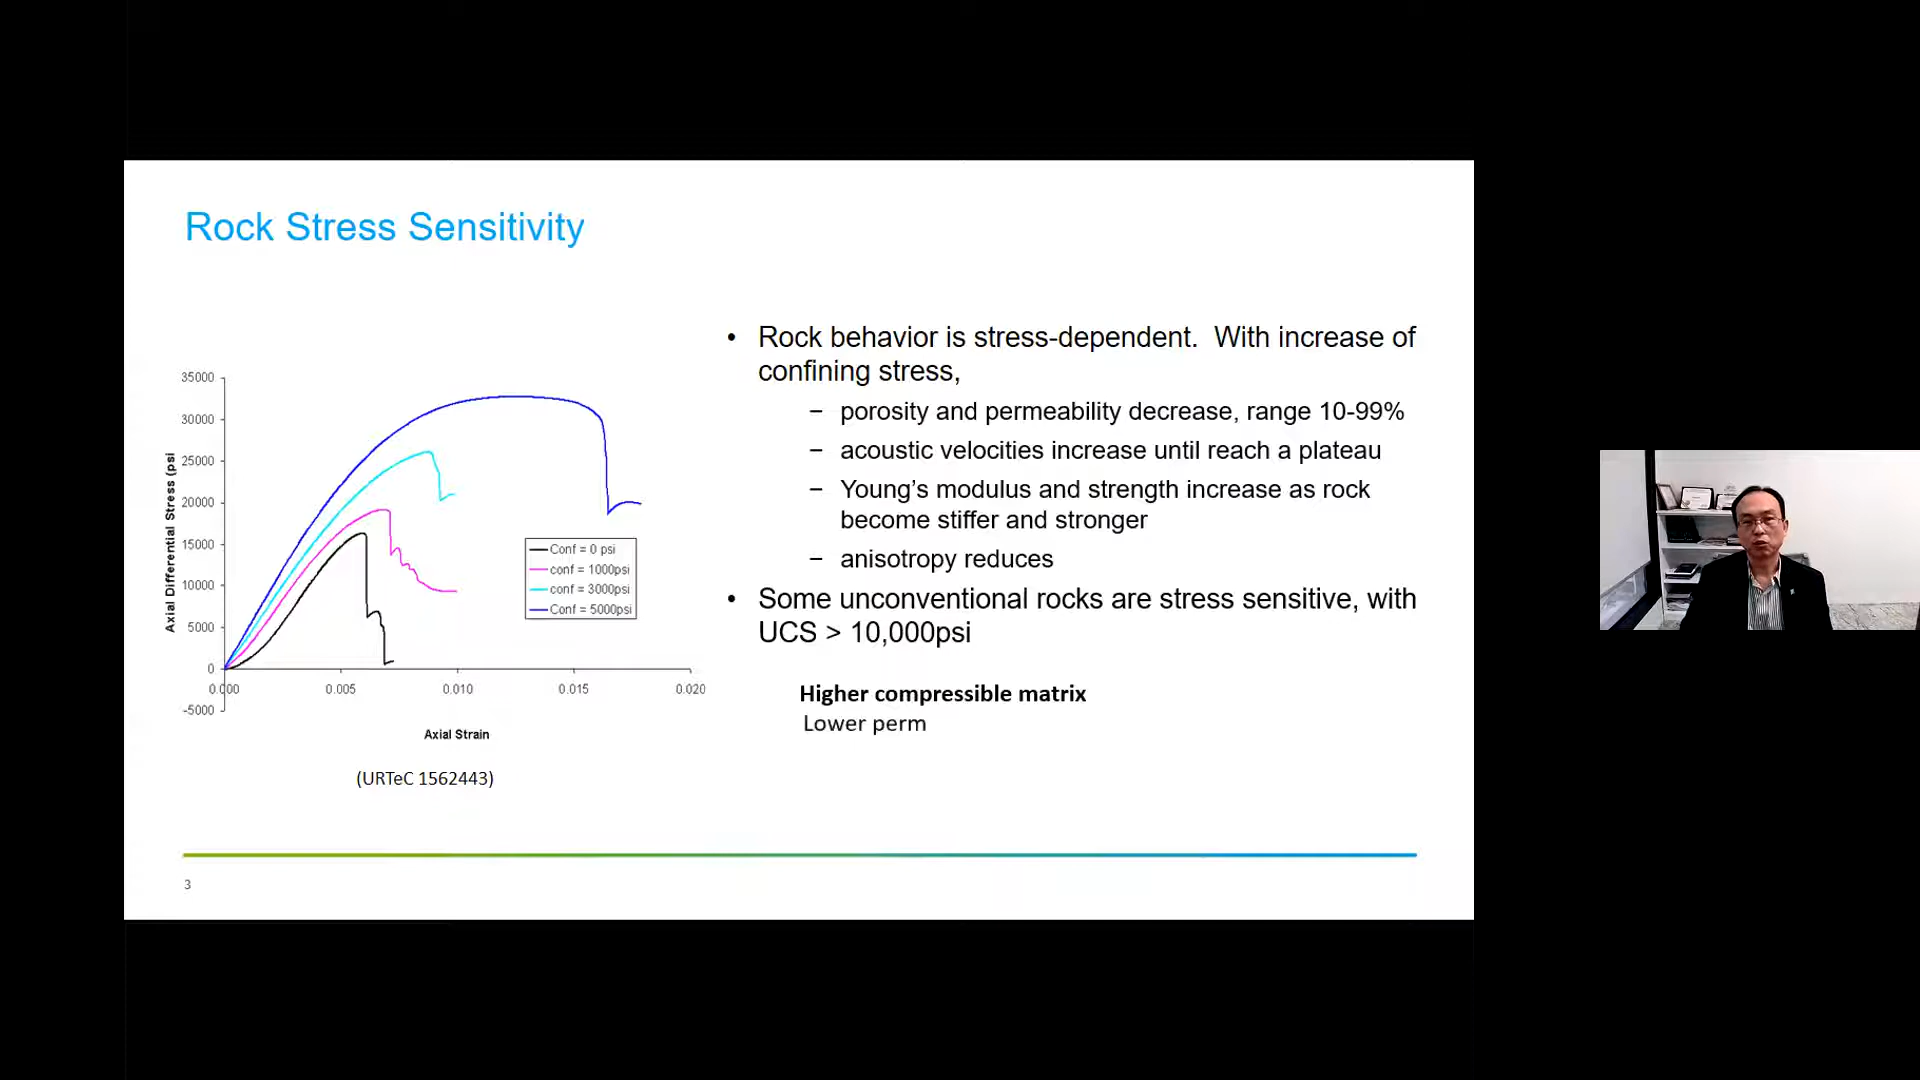 Rock Stress Sensitivity
35000
30000
25000
20000
15000
10000
5000
0
-5000
0.000
0.005
0.010
0.015
0.020
Axial Differential Stress (psi
Axial Strain
Conf = 0 psi
conf = 1000psi
conf = 3000psi
Conf = 5000psi
(URTeC 1562443)
• Rock behavior is stress-dependent. With increase of
confining stress,
− porosity and permeability decrease, range 10-99%
− acoustic velocities increase until reach a plateau
− Young’s modulus and strength increase as rock
become stiffer and stronger
− anisotropy reduces
• Some unconventional rocks are stress sensitive, with
UCS > 10,000psi
Higher compressible matrix
Lower perm
3